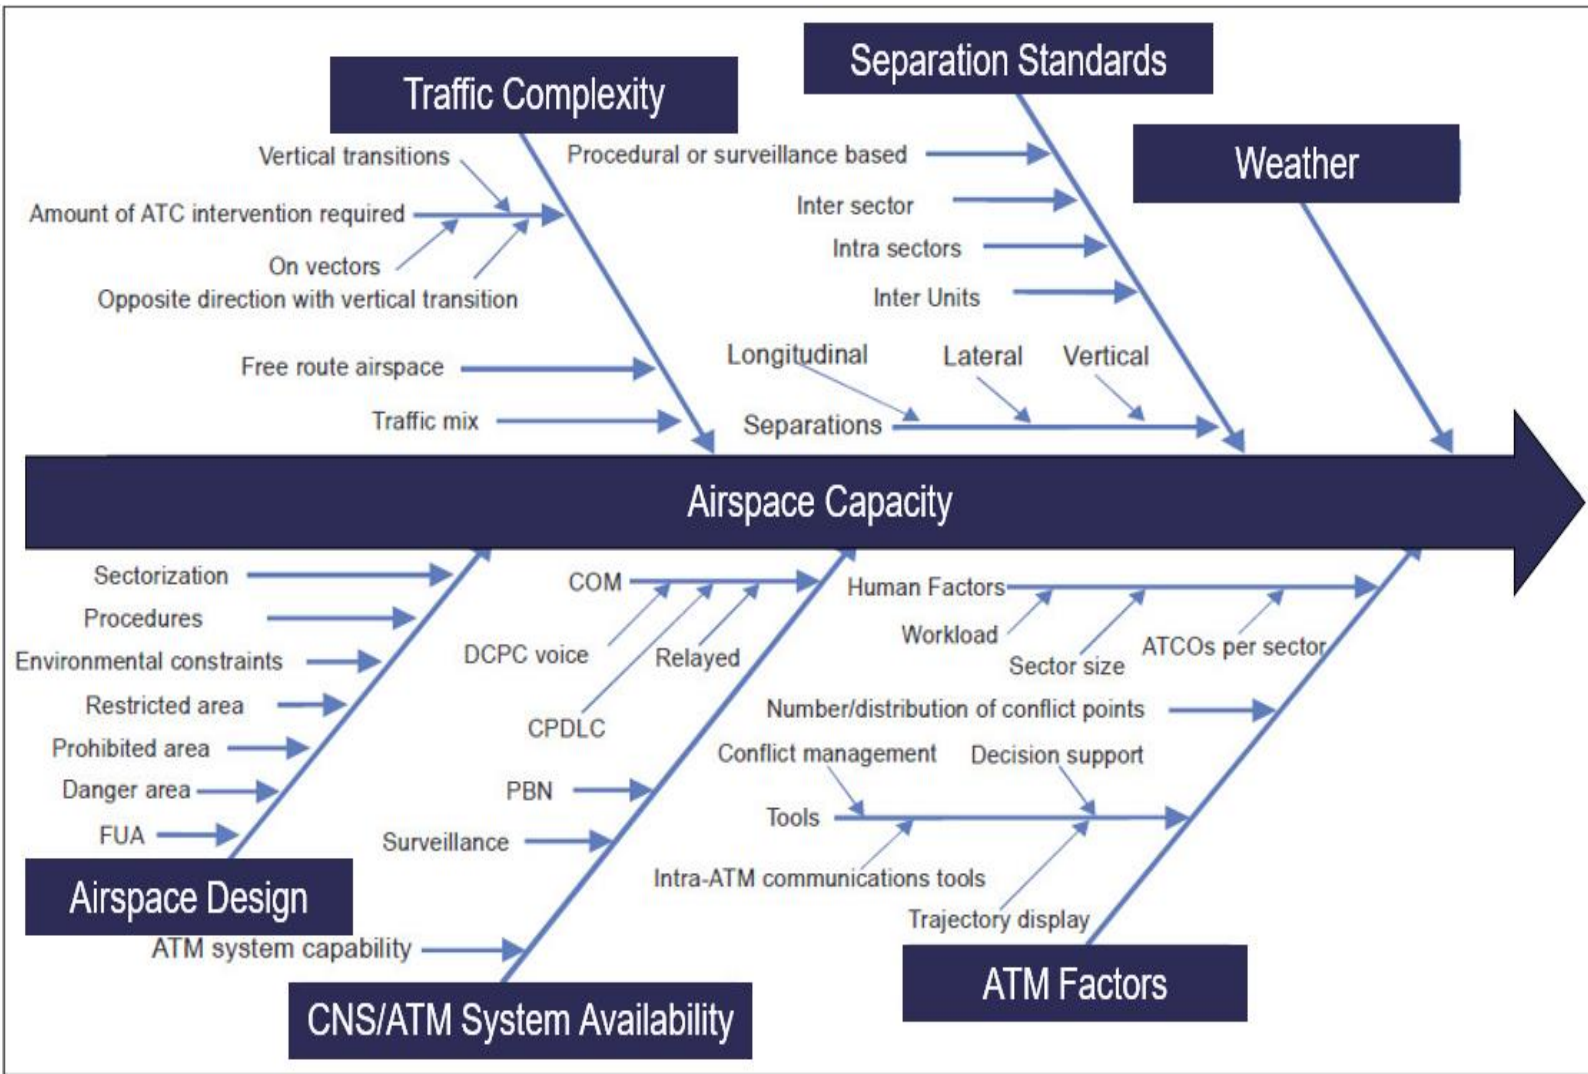 Separation Standards
Traffic Complexity
Weather
Vertical transitions
Procedural or surveillance based
Amount of ATC intervention required
Inter sector
On vectors
Intra sectors
Opposite direction with vertical transition
Inter Units
Free route airspace
Longitudinal
Lateral
Vertical
Traffic mix
Separations
Airspace Capacity
Sectorization
COM
Human Factors
Procedures
DCPC voice
Relayed
Workload
Sector size
ATCOs per sector
Environmental constraints
Restricted area
CPDLC
Number/distribution of conflict points
Prohibited area
Conflict management
Decision support
Danger area
PBN
Tools
FUA
Surveillance
Intra-ATM communications tools
Airspace Design
Trajectory display
ATM system capability
ATM Factors
CNS/ATM System Availability